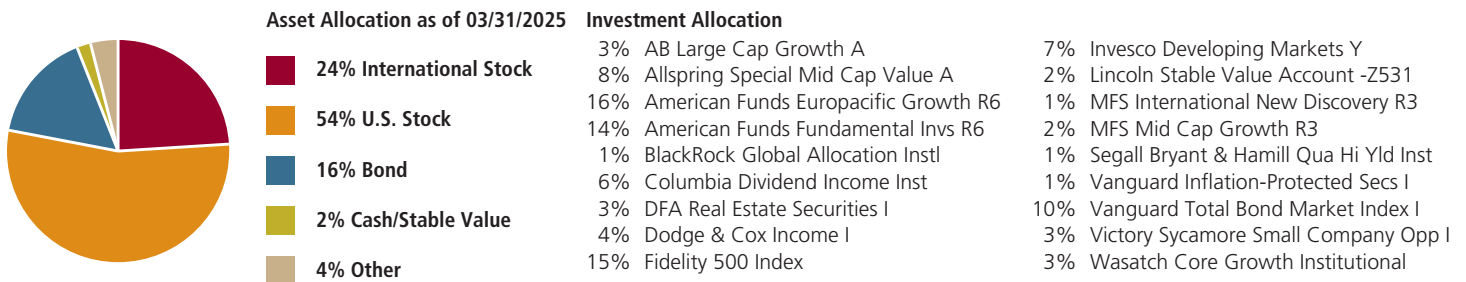 Asset Allocation as of 03/31/2025
24% International Stock
54% U.S. Stock
16% Bond
2% Cash/Stable Value
4% Other
Investment Allocation
3% AB Large Cap Growth A
8% Allspring Special Mid Cap Value A
16% American Funds Europacific Growth R6
14% American Funds Fundamental Invs R6
1% BlackRock Global Allocation Instl
6% Columbia Dividend Income Inst
3% DFA Real Estate Securities I
4% Dodge & Cox Income I
15% Fidelity 500 Index
7% Invesco Developing Markets Y
2% Lincoln Stable Value Account -Z531
1% MFS International New Discovery R3
2% MFS Mid Cap Growth R3
1% Segall Bryant & Hamill Qua Hi Yld Inst
1% Vanguard Inflation-Protected Secs I
10% Vanguard Total Bond Market Index I
3% Victory Sycamore Small Company Opp I
3% Wasatch Core Growth Institutional